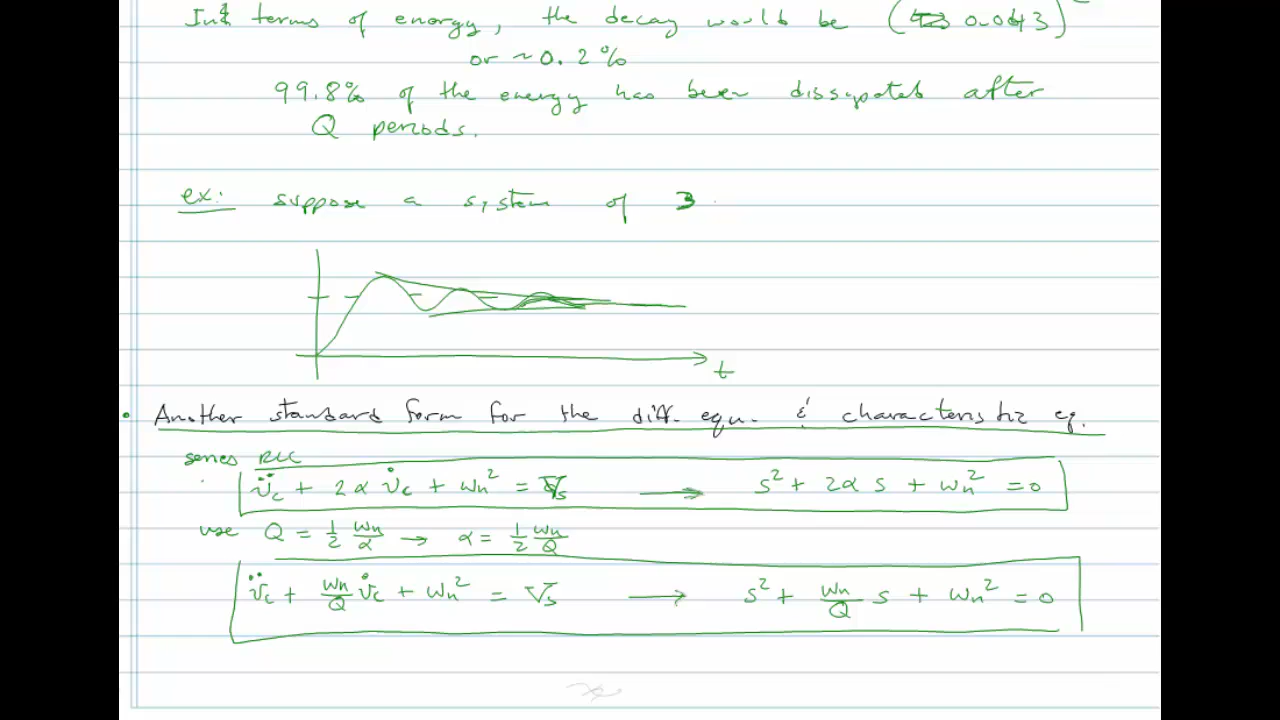 In terms of energy, the decay would be (0.043)
or ~0.2%
99.8% of the energy has been dissypated after
Q periods.
ex: suppose a system of 3
t
• Another standard form for the diff. equ. & characteristic eq.
series RLC
v̈c + 2α v̇c + ωn² = Vs → s² + 2α s + ωn² = 0
use Q = 1/2 ωn/α → α = 1/2 ωn/Q
v̈c + ωn/Q v̇c + ωn² = Vs → s² + ωn/Q s + ωn² = 0